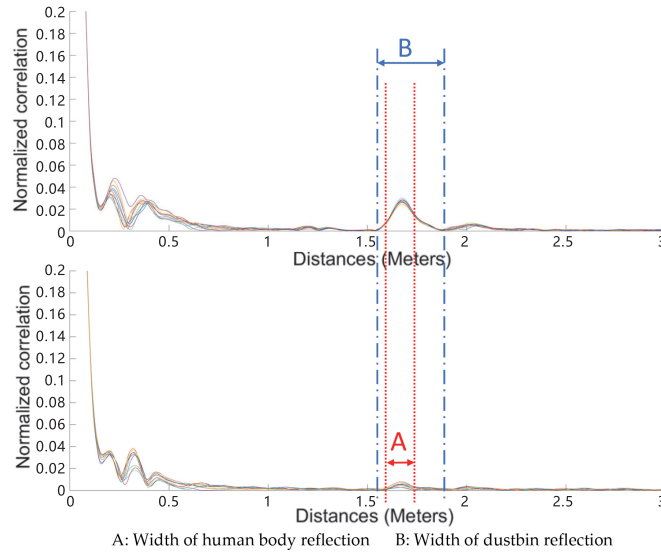 Normalized correlation
0.2
0.18
0.16
0.14
0.12
0.1
0.08
0.06
0.04
0.02
0
B
0 0.5 1 1.5 2 2.5 3
Distances (Meters)
Normalized correlation
0.2
0.18
0.16
0.14
0.12
0.1
0.08
0.06
0.04
0.02
0
A
0 0.5 1 1.5 2 2.5 3
Distances (Meters)
A: Width of human body reflection B: Width of dustbin reflection